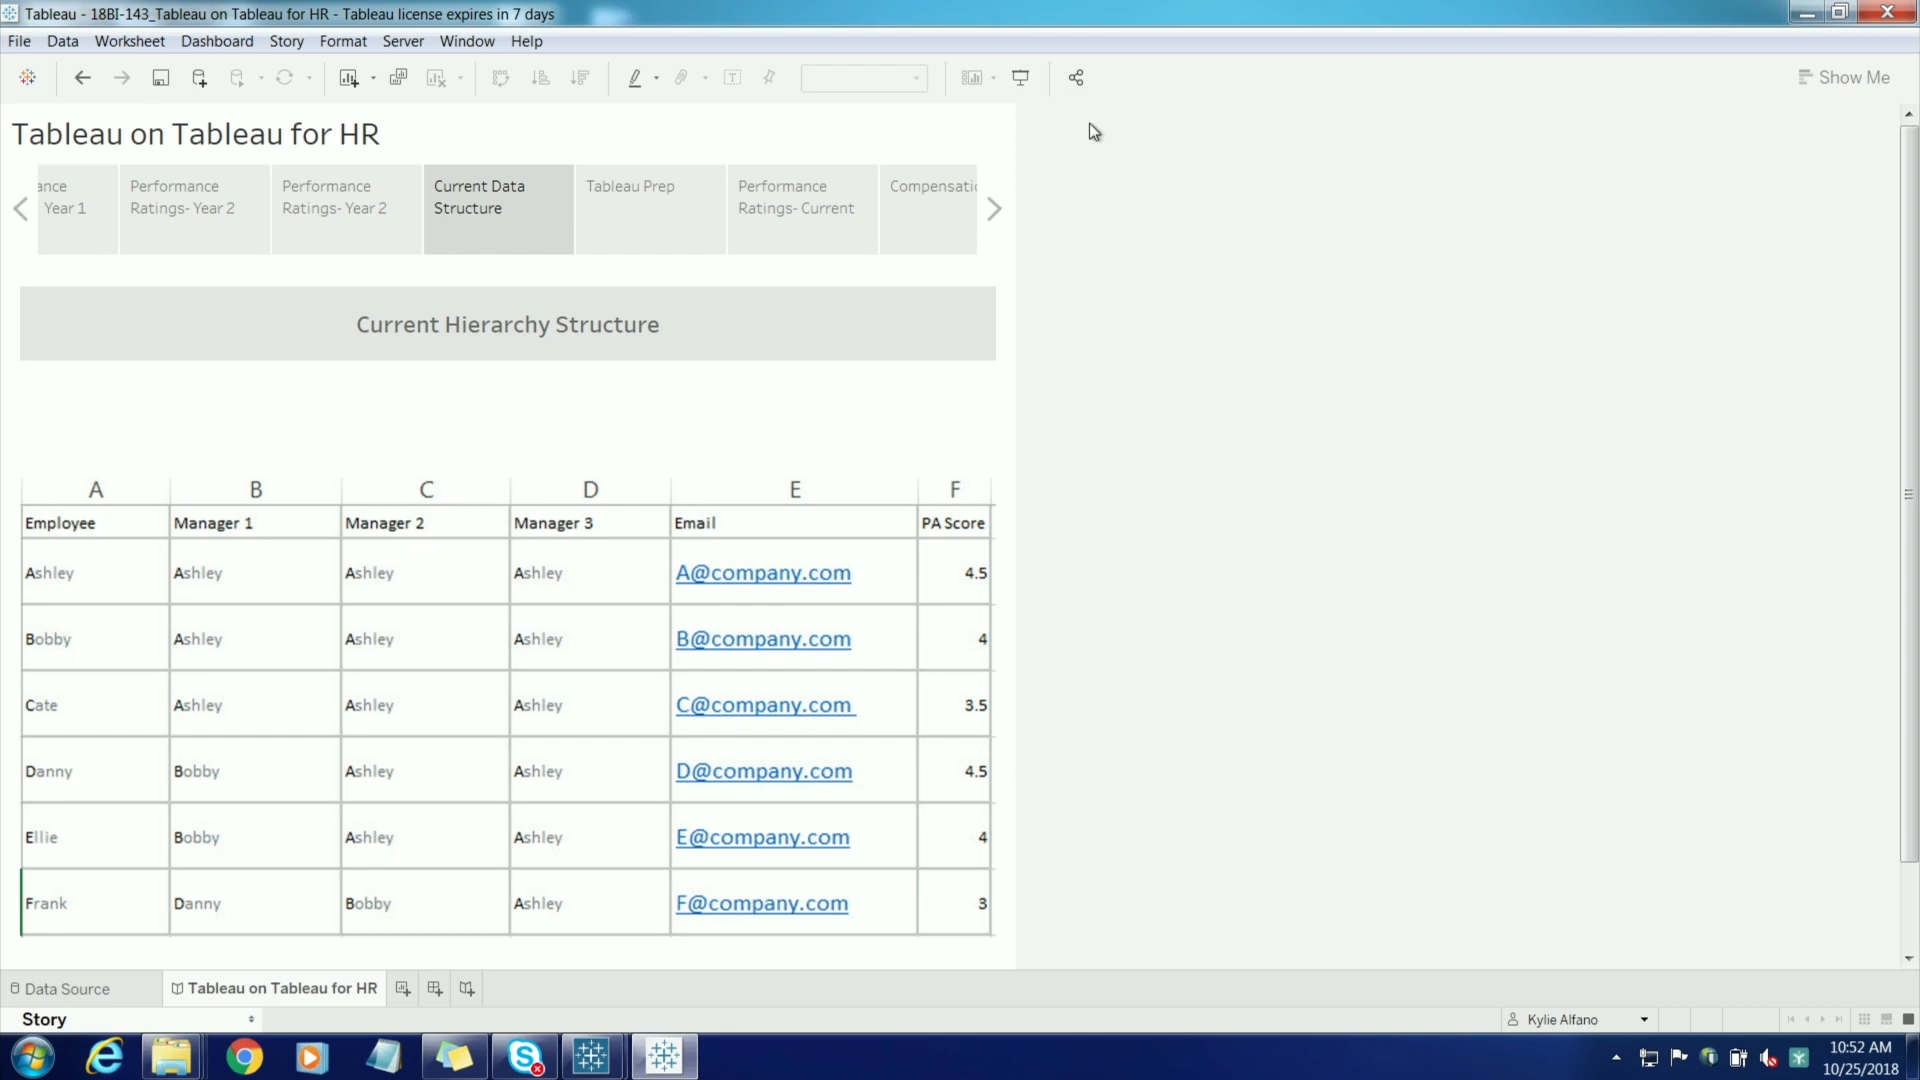 Tableau - 18BI-143_Tableau on Tableau for HR - Tableau license expires in 7 days
File Data Worksheet Dashboard Story Format Server Window Help
Show Me
Tableau on Tableau for HR
ance
Year 1
Performance
Ratings- Year 2
Performance
Ratings- Year 2
Current Data
Structure
Tableau Prep
Performance
Ratings- Current
Compensatic
Current Hierarchy Structure
A B C D E F
Employee Manager 1 Manager 2 Manager 3 Email PA Score
Ashley Ashley Ashley Ashley A@company.com 4.5
Bobby Ashley Ashley Ashley B@company.com 4
Cate Ashley Ashley Ashley C@company.com 3.5
Danny Bobby Ashley Ashley D@company.com 4.5
Ellie Bobby Ashley Ashley E@company.com 4
Frank Danny Bobby Ashley F@company.com 3
Data Source Tableau on Tableau for HR
Story Kylie Alfano
10:52 AM
10/25/2018